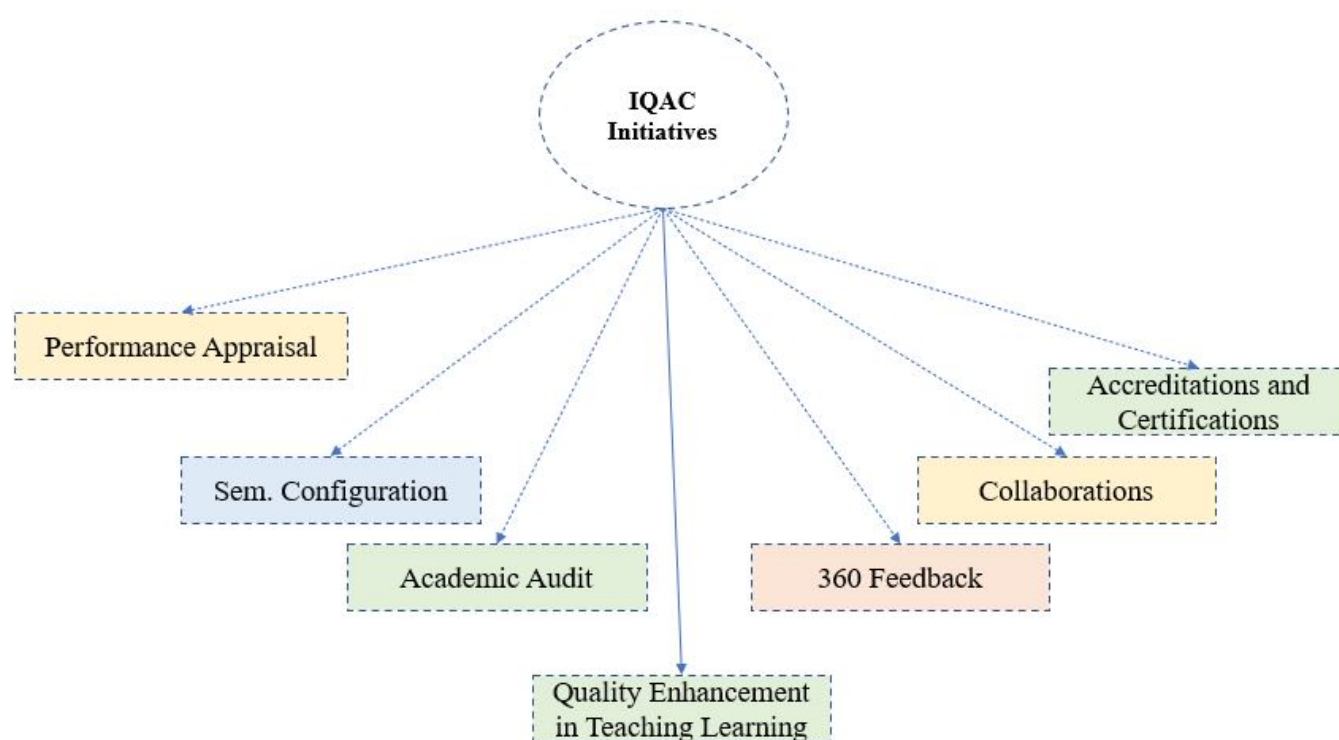 IQAC
Initiatives
Performance Appraisal
Accreditations and
Certifications
Sem. Configuration
Collaborations
Academic Audit
360 Feedback
Quality Enhancement
in Teaching Learning